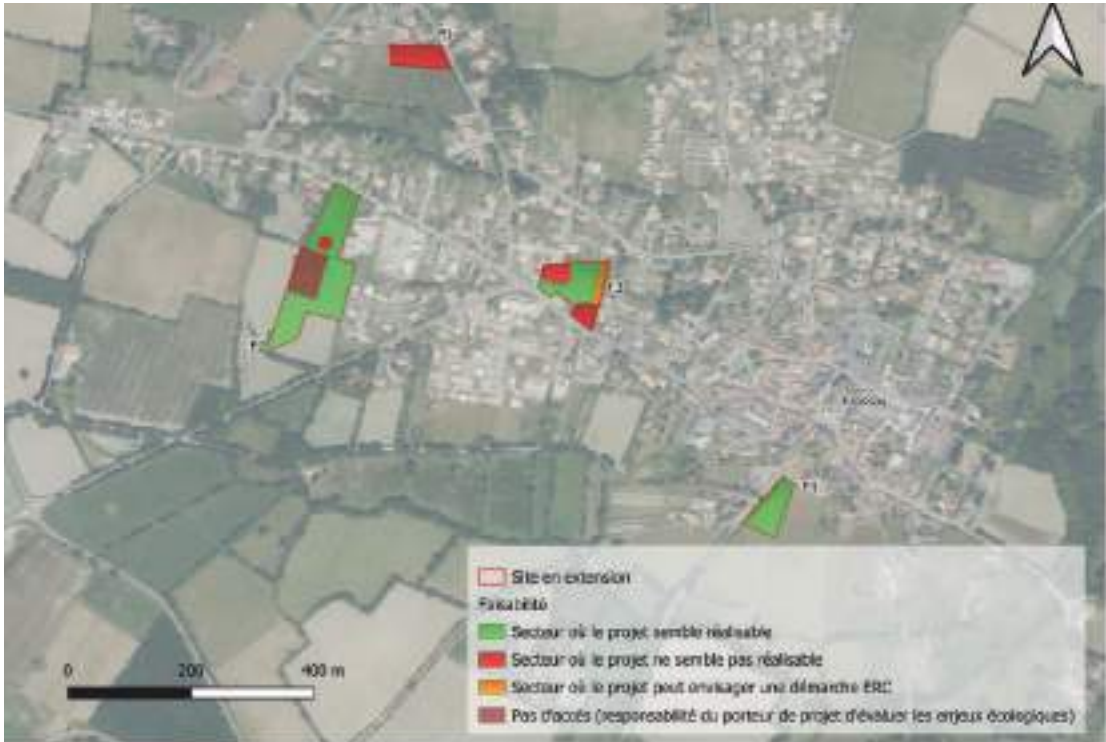 Site en extension
Faisabilité
Secteur où le projet semble réalisable
Secteur où le projet ne semble pas réalisable
Secteur où le projet peut envisager une démarche ERC
Pas d'accès (responsabilité du porteur de projet d'évaluer les enjeux écologiques)
0 200 400 m